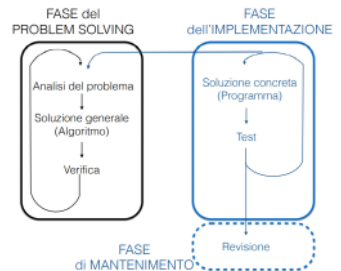 FASE del
PROBLEM SOLVING
Analisi del problema
Soluzione generale
(Algoritmo)
Verifica
FASE
dell'IMPLEMENTAZIONE
Soluzione concreta
(Programma)
Test
FASE
di MANTENIMENTO
Revisione